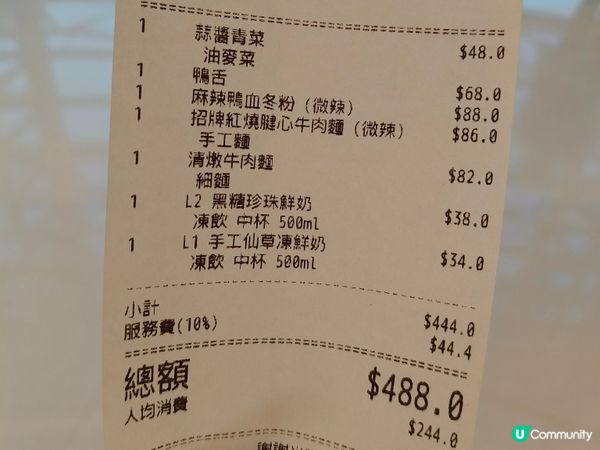 1 蒜醬青菜 $48.0
油麥菜
1 鴨舌 $68.0
1 麻辣鴨血冬粉 (微辣) $88.0
1 招牌紅燒腱心牛肉麵 (微辣) $86.0
手工麵
1 清燉牛肉麵 $82.0
細麵
1 L2 黑糖珍珠鮮奶 $38.0
凍飲 中杯 500ml
1 L1 手工仙草凍鮮奶 $34.0
凍飲 中杯 500ml
小計 $444.0
服務費(10%) $44.4
總額 $488.0
人均消費 $244.0
謝謝
U Community